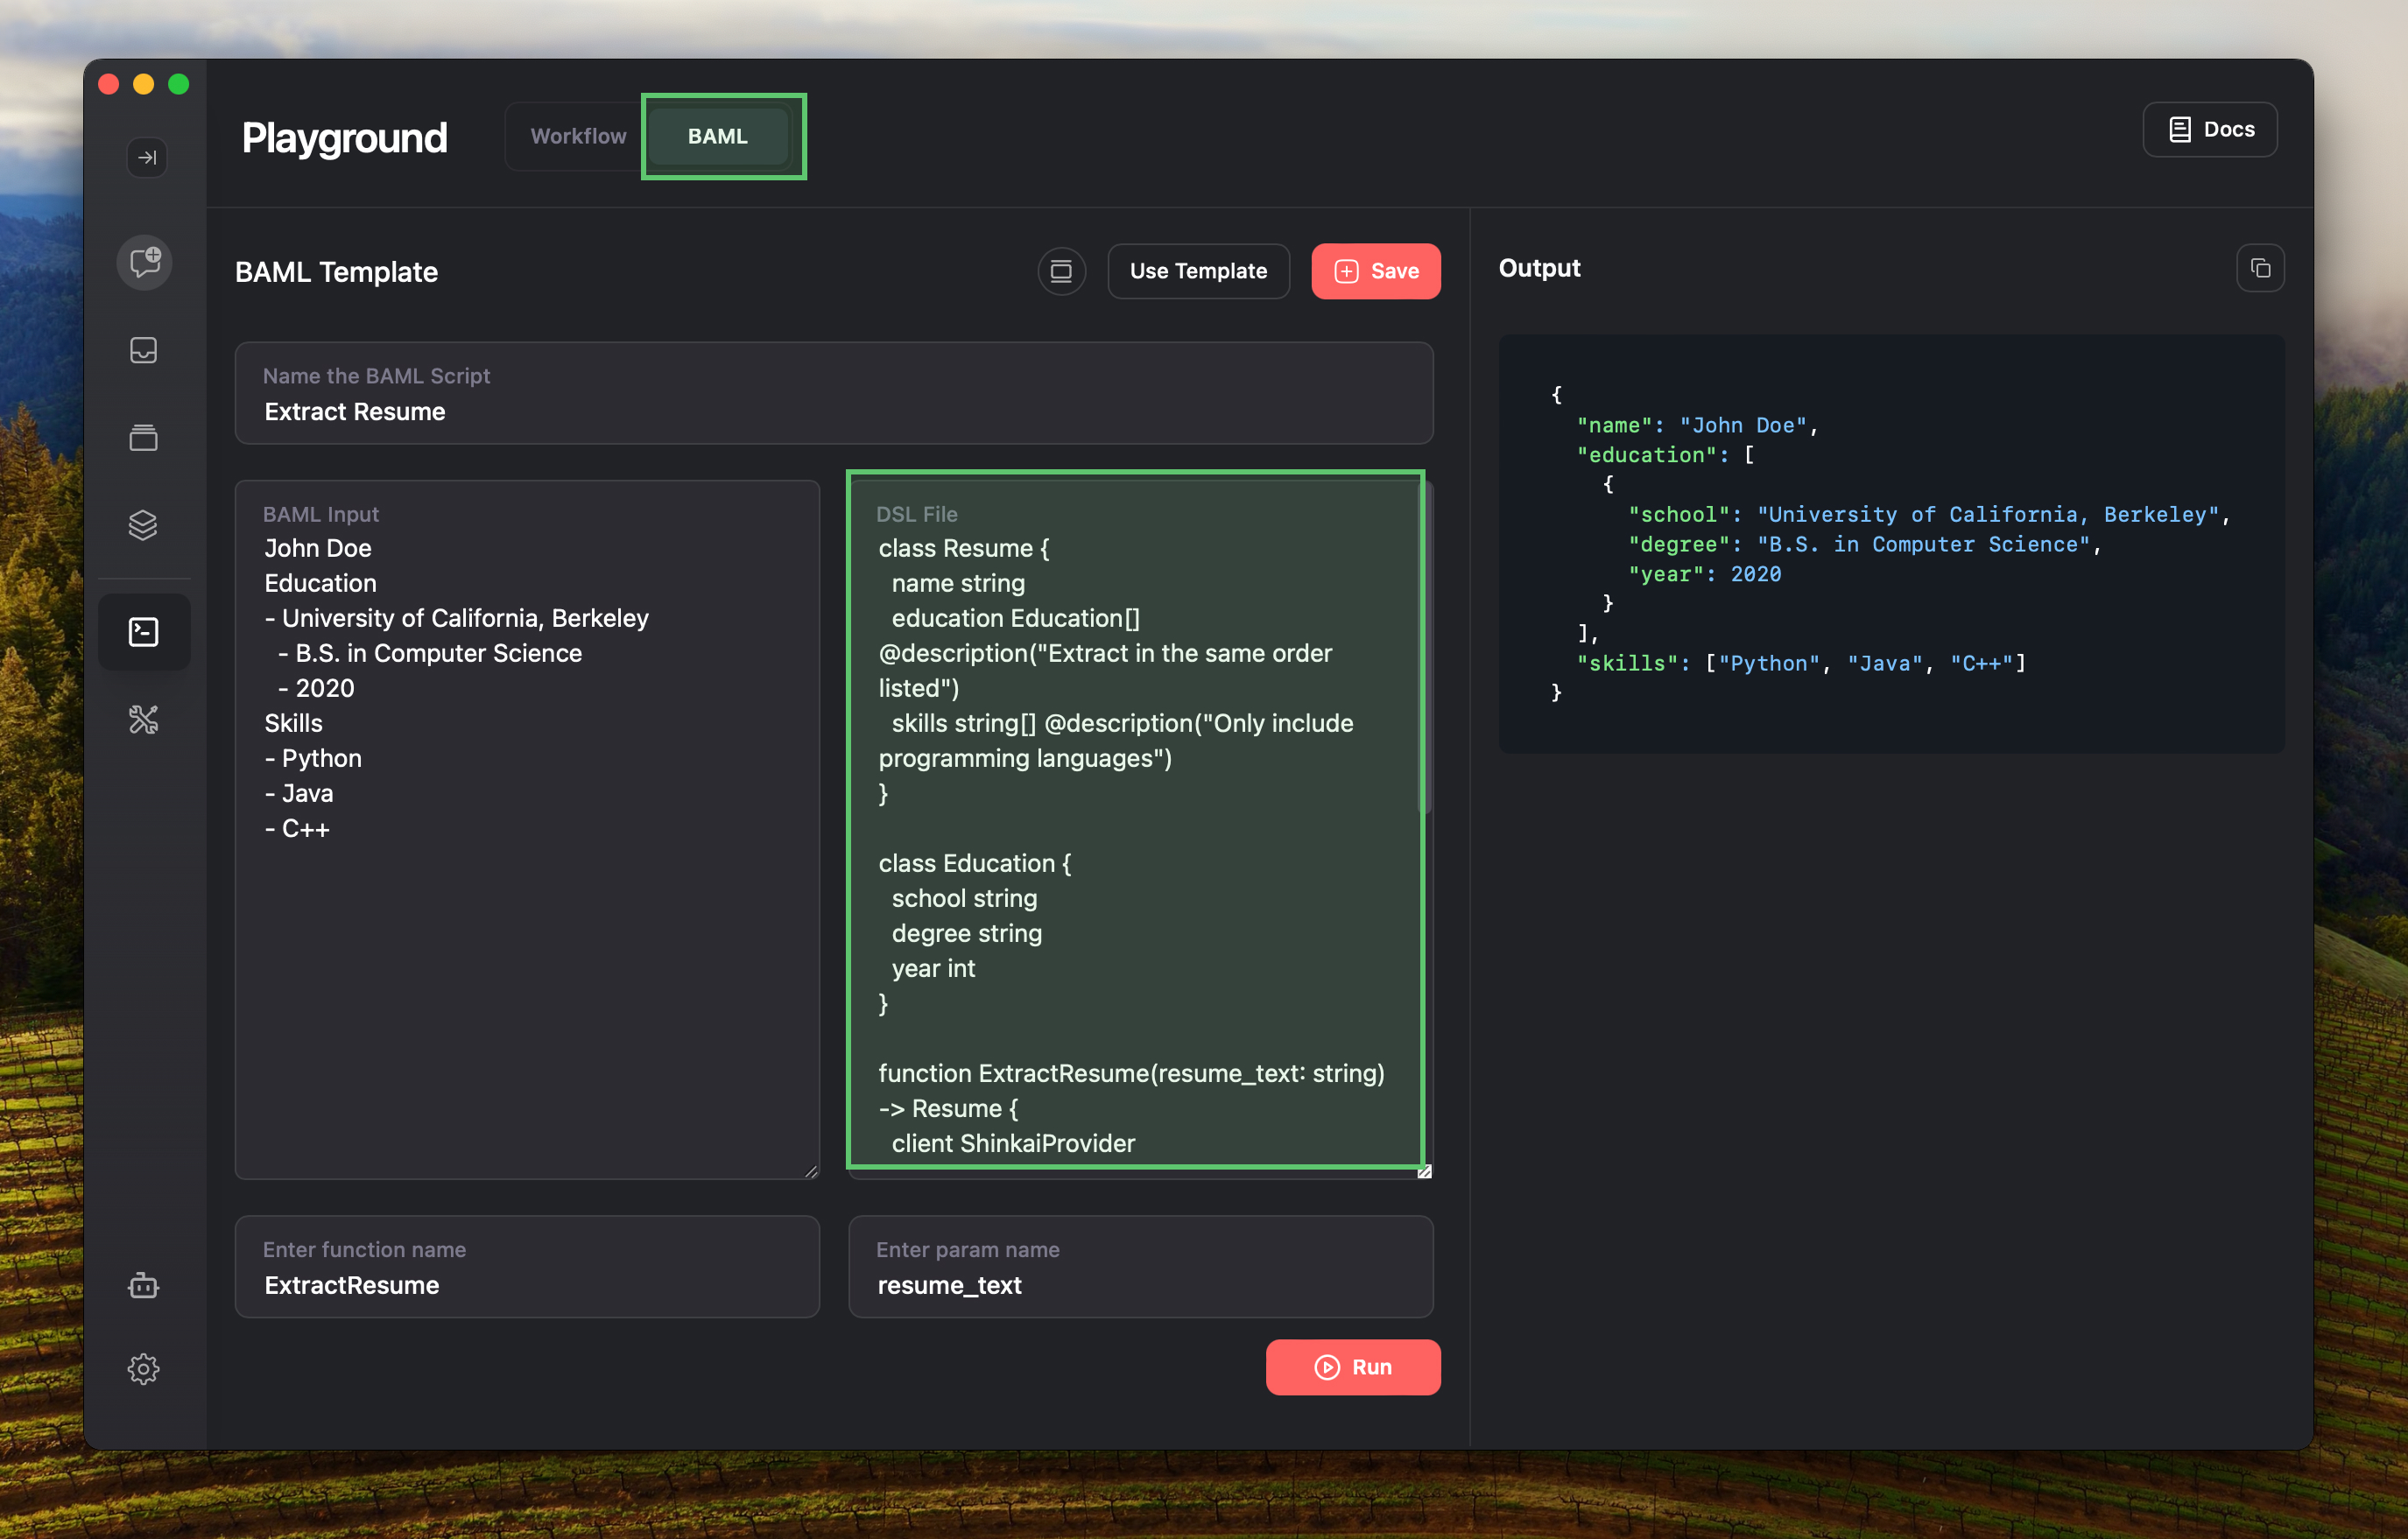 Playground
Workflow
BAML
Docs
BAML Template
Use Template
Save
Name the BAML Script
Extract Resume
BAML Input
John Doe
Education
- University of California, Berkeley
  - B.S. in Computer Science
  - 2020
Skills
- Python
- Java
- C++
DSL File
class Resume {
  name string
  education Education[]
@description("Extract in the same order
listed")
  skills string[] @description("Only include
programming languages")
}
class Education {
  school string
  degree string
  year int
}
function ExtractResume(resume_text: string)
-> Resume {
  client ShinkaiProvider
Enter function name
ExtractResume
Enter param name
resume_text
Run
Output
{
  "name": "John Doe",
  "education": [
    {
      "school": "University of California, Berkeley",
      "degree": "B.S. in Computer Science",
      "year": 2020
    }
  ],
  "skills": ["Python", "Java", "C++"]
}